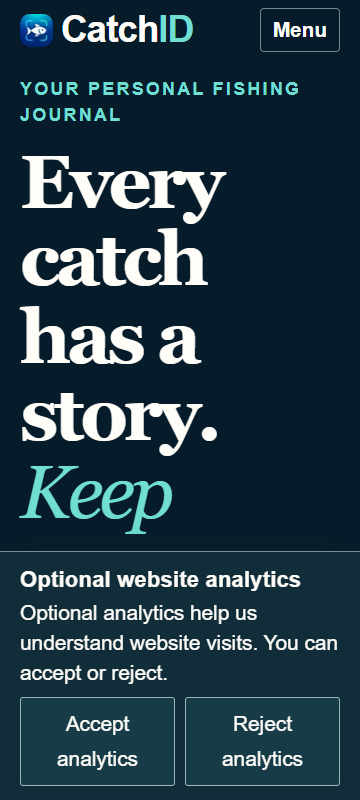 CatchID
Menu
YOUR PERSONAL FISHING
JOURNAL
Every
catch
has a
story.
Keep
Optional website analytics
Optional analytics help us
understand website visits. You can
accept or reject.
Accept
analytics
Reject
analytics